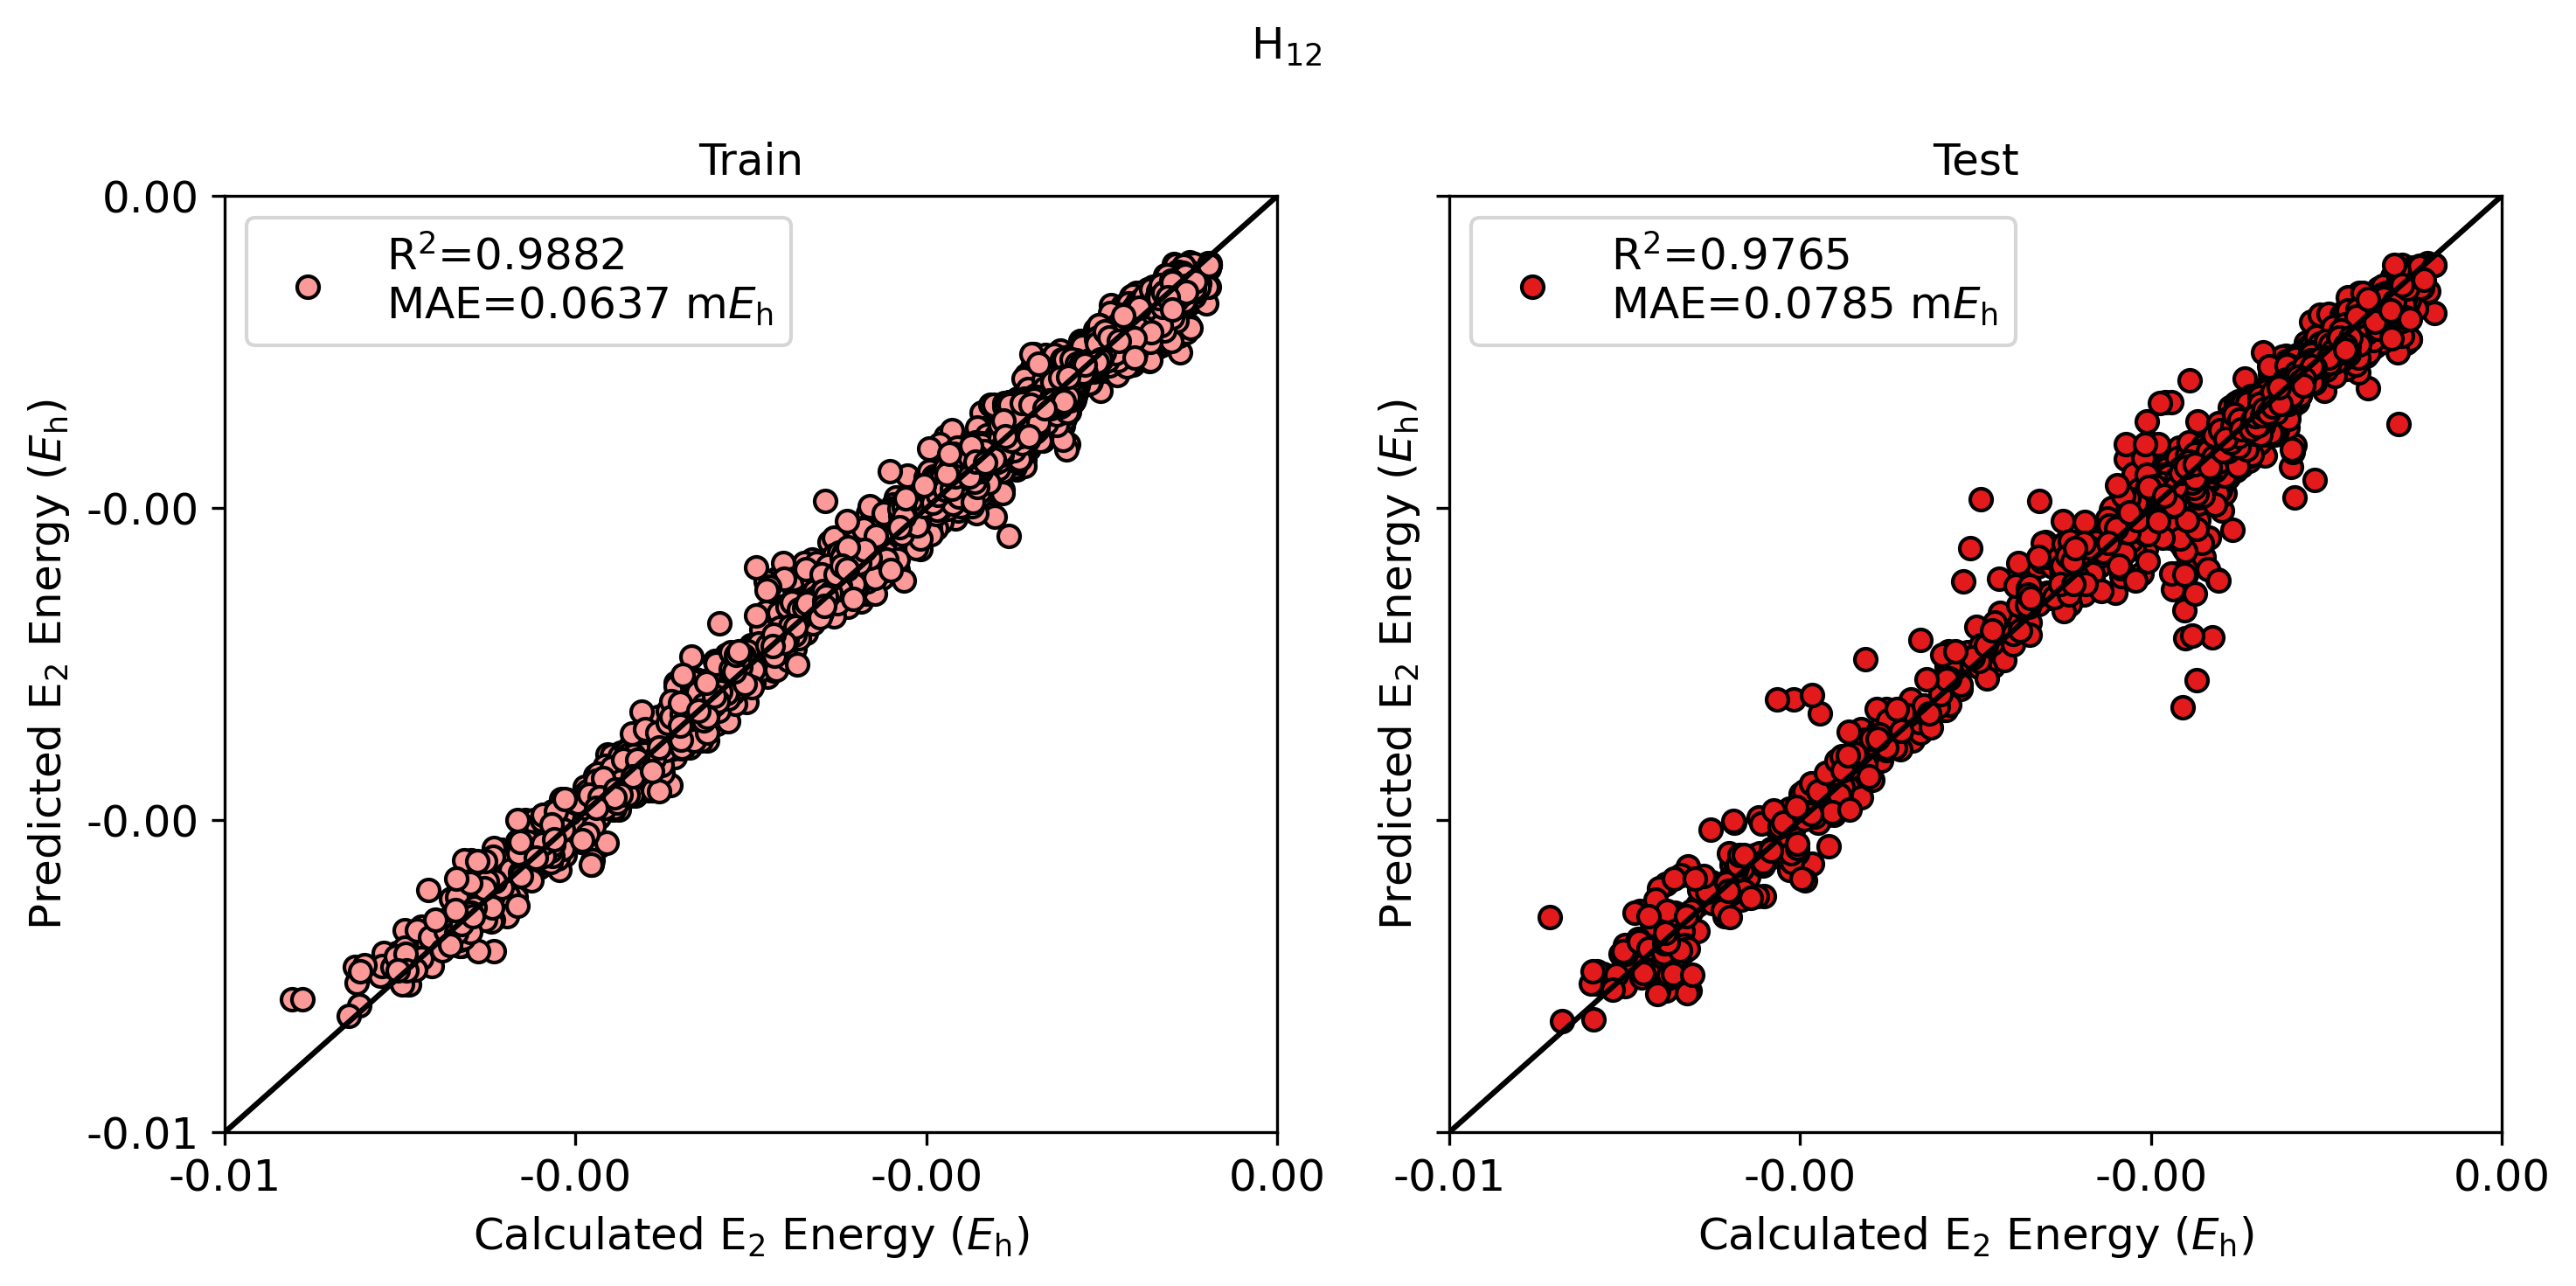 H12
Train
Test
R2=0.9882
MAE=0.0637 mEh
R2=0.9765
MAE=0.0785 mEh
0.00
-0.00
-0.00
-0.01
Predicted E2 Energy (Eh)
Predicted E2 Energy (Eh)
-0.01 -0.00 -0.00 0.00
-0.01 -0.00 -0.00 0.00
Calculated E2 Energy (Eh)
Calculated E2 Energy (Eh)